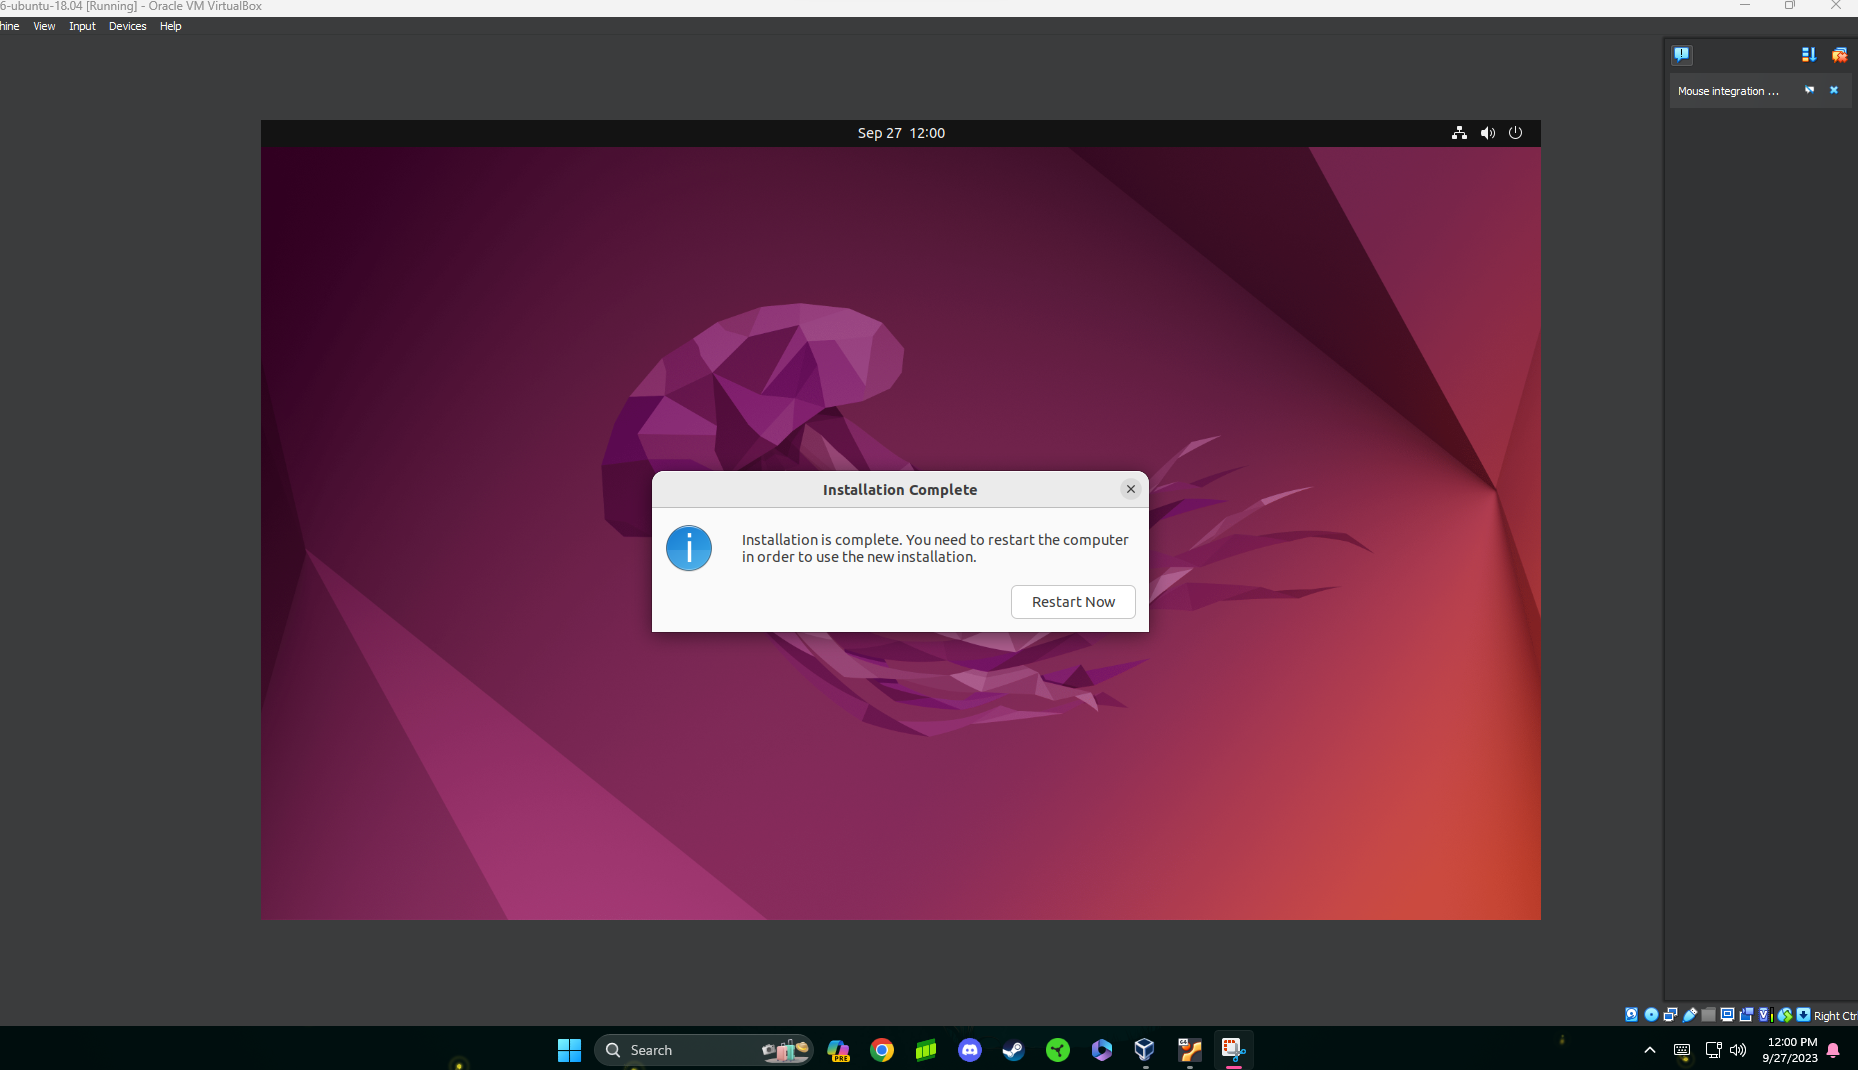 6-ubuntu-18.04 [Running] - Oracle VM VirtualBox
hine View Input Devices Help
Mouse integration ...
Sep 27 12:00
Installation Complete
Installation is complete. You need to restart the computer
in order to use the new installation.
Restart Now
Right Ctr
Search
PRE
12:00 PM
9/27/2023